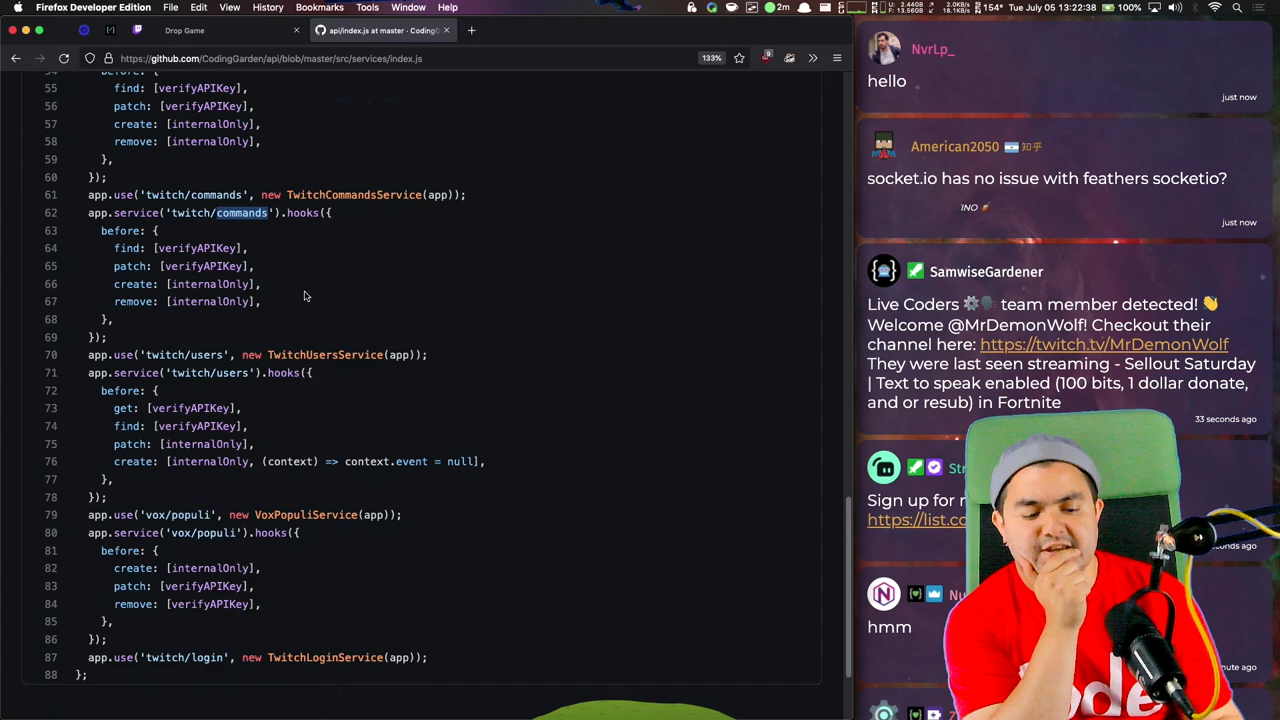 Firefox Developer Edition File Edit View History Bookmarks Tools Window Help
2m
154° Tue Jul 05 13:22:38 100%
Drop Game
api/index.js at master · CodingG
https://github.com/CodingGarden/api/blob/master/src/services/index.js
133%
55 find: [verifyAPIKey],
56 patch: [verifyAPIKey],
57 create: [internalOnly],
58 remove: [internalOnly],
59 },
60 });
61 app.use('twitch/commands', new TwitchCommandsService(app));
62 app.service('twitch/commands').hooks({
63 before: {
64 find: [verifyAPIKey],
65 patch: [verifyAPIKey],
66 create: [internalOnly],
67 remove: [internalOnly],
68 },
69 });
70 app.use('twitch/users', new TwitchUsersService(app));
71 app.service('twitch/users').hooks({
72 before: {
73 get: [verifyAPIKey],
74 find: [verifyAPIKey],
75 patch: [internalOnly],
76 create: [internalOnly, (context) => context.event = null],
77 },
78 });
79 app.use('vox/populi', new VoxPopuliService(app));
80 app.service('vox/populi').hooks({
81 before: {
82 create: [internalOnly],
83 patch: [verifyAPIKey],
84 remove: [verifyAPIKey],
85 },
86 });
87 app.use('twitch/login', new TwitchLoginService(app));
88 };
NvrLp_
hello
just now
American2050 知乎
socket.io has no issue with feathers socketio?
just now
SamwiseGardener
Live Coders team member detected!
Welcome @MrDemonWolf! Checkout their
channel here: https://twitch.tv/MrDemonWolf
They were last seen streaming - Sellout Saturday
| Text to speak enabled (100 bits, 1 dollar donate,
and or resub) in Fortnite
33 seconds ago
Sign up for
https://list.co
hmm